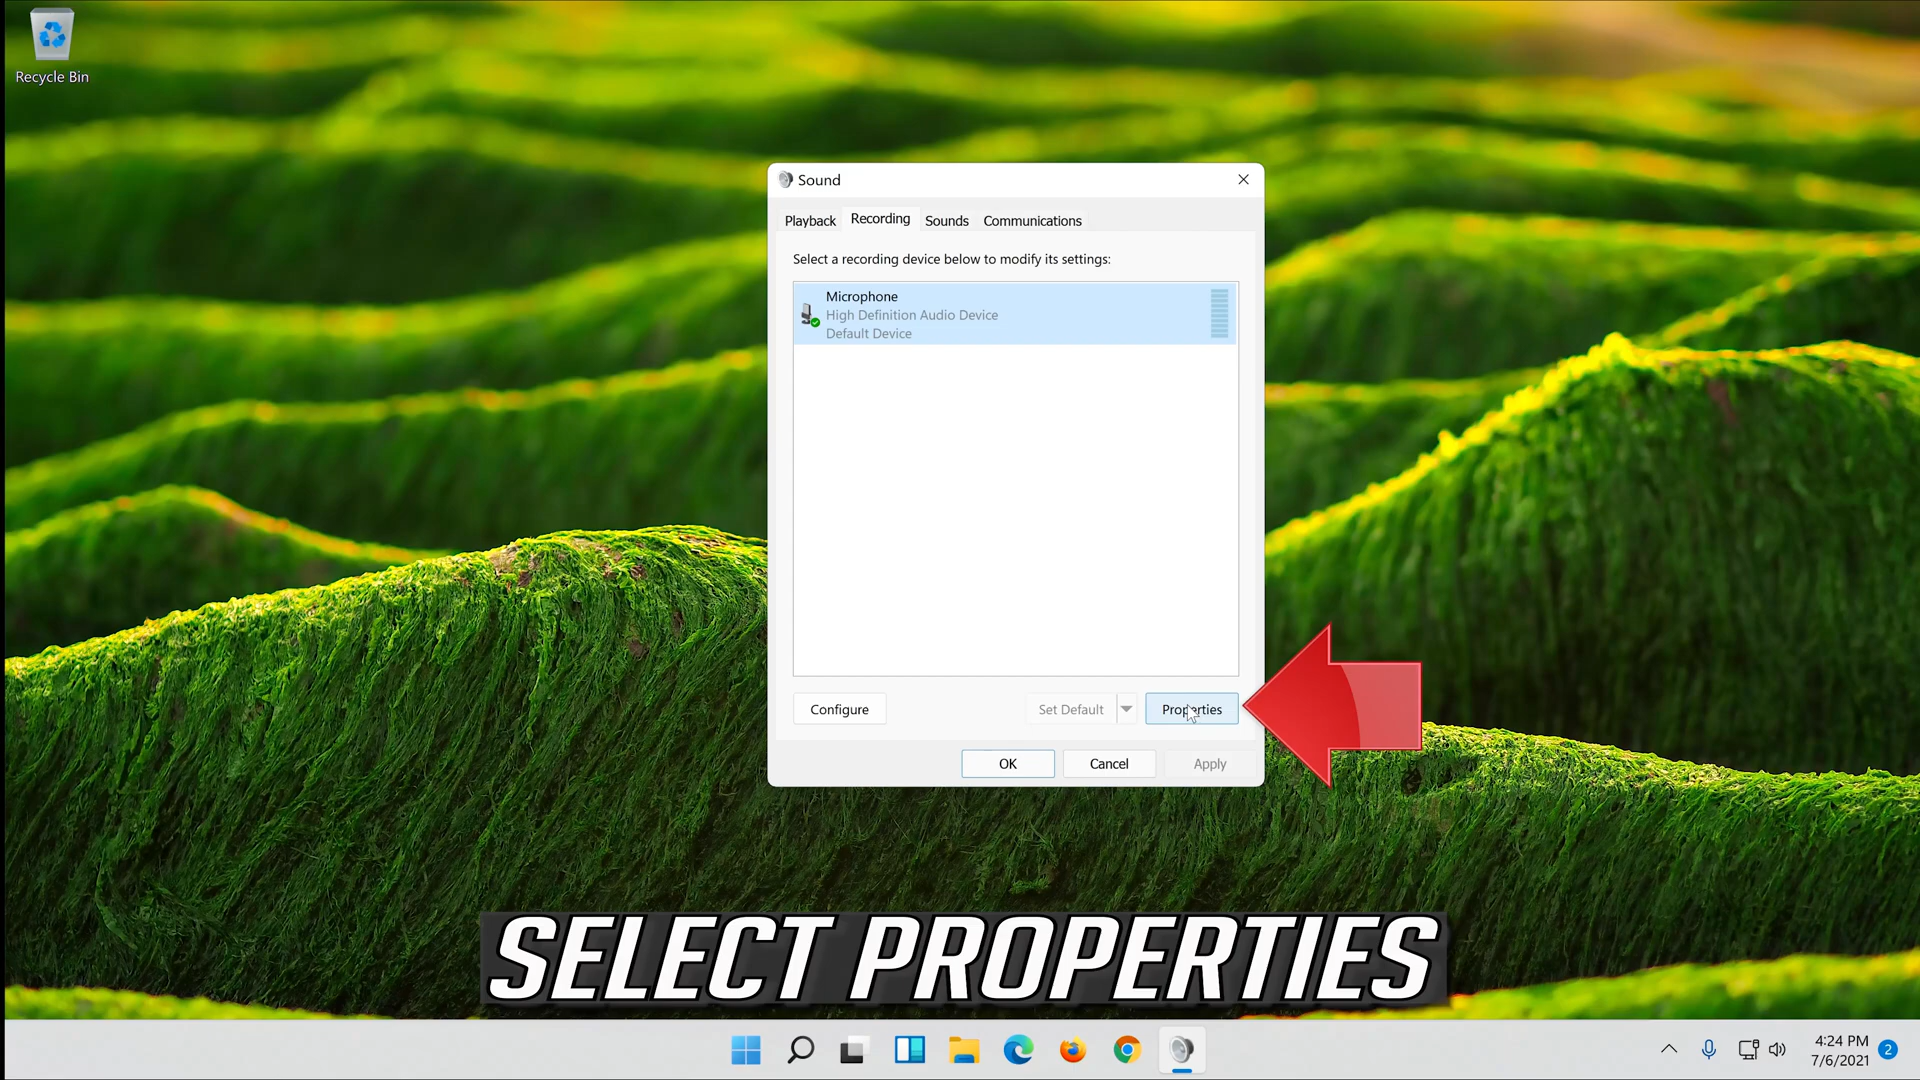 Recycle Bin
Sound
Playback Recording Sounds Communications
Select a recording device below to modify its settings:
Microphone
High Definition Audio Device
Default Device
Configure Set Default Properties
OK Cancel Apply
SELECT PROPERTIES
4:24 PM
7/6/2021
2